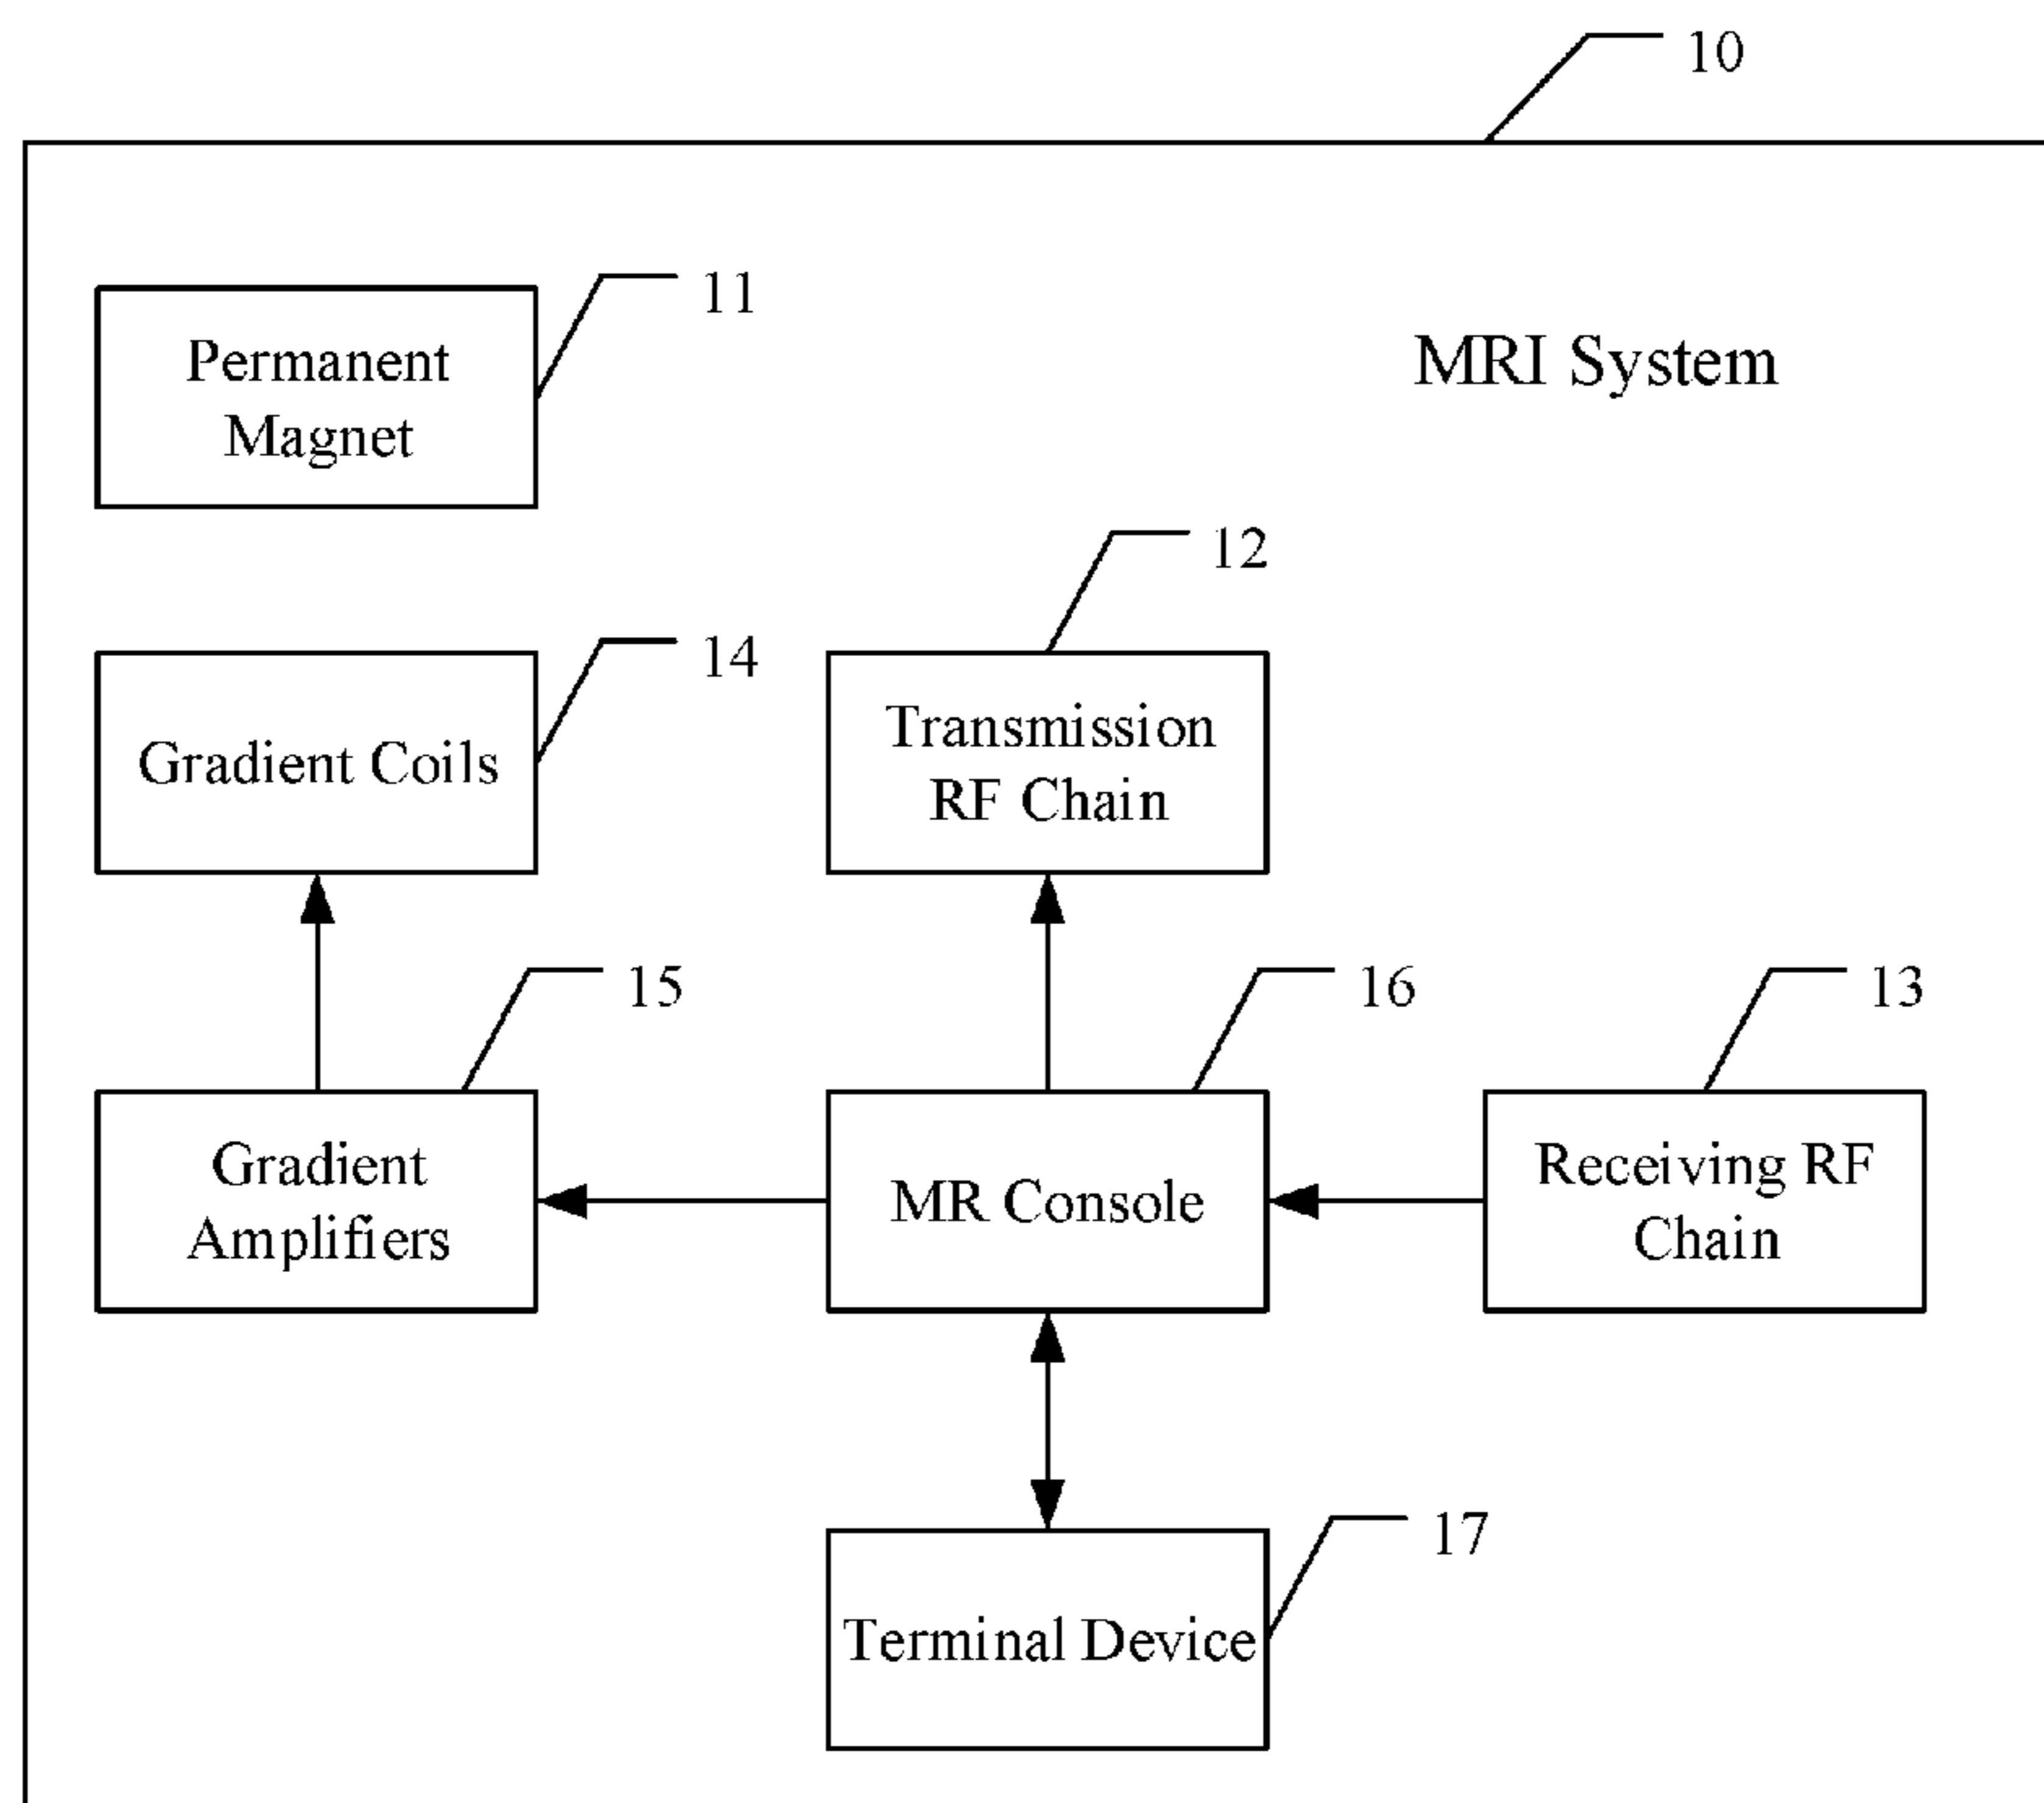 10
11
Permanent
Magnet
MRI System
12
14
Gradient Coils
Transmission
RF Chain
15
16
13
Gradient
Amplifiers
MR Console
Receiving RF
Chain
17
Terminal Device